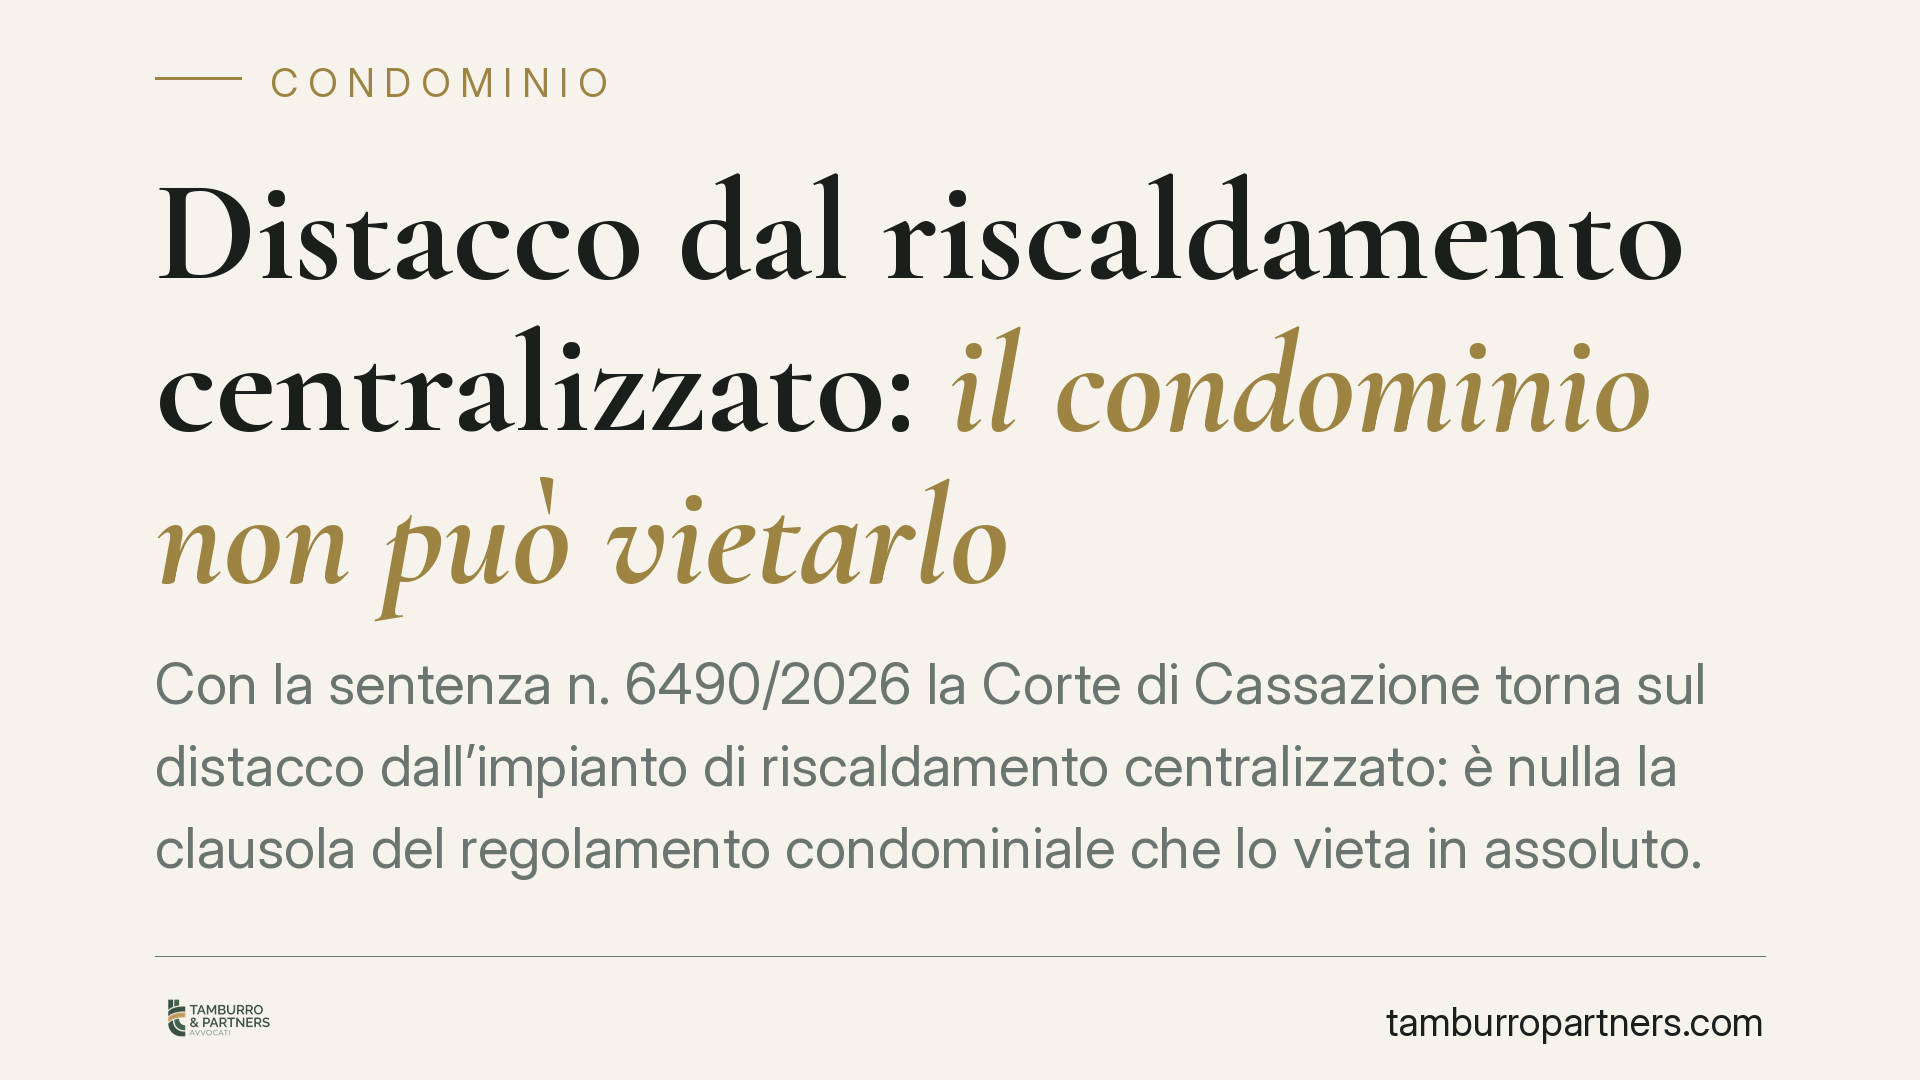 CONDOMINIO
Distacco dal riscaldamento
centralizzato: il condominio
non può vietarlo
Con la sentenza n. 6490/2026 la Corte di Cassazione torna sul
distacco dall’impianto di riscaldamento centralizzato: è nulla la
clausola del regolamento condominiale che lo vieta in assoluto.
TAMBURRO
& PARTNERS
AVVOCATI
tamburropartners.com